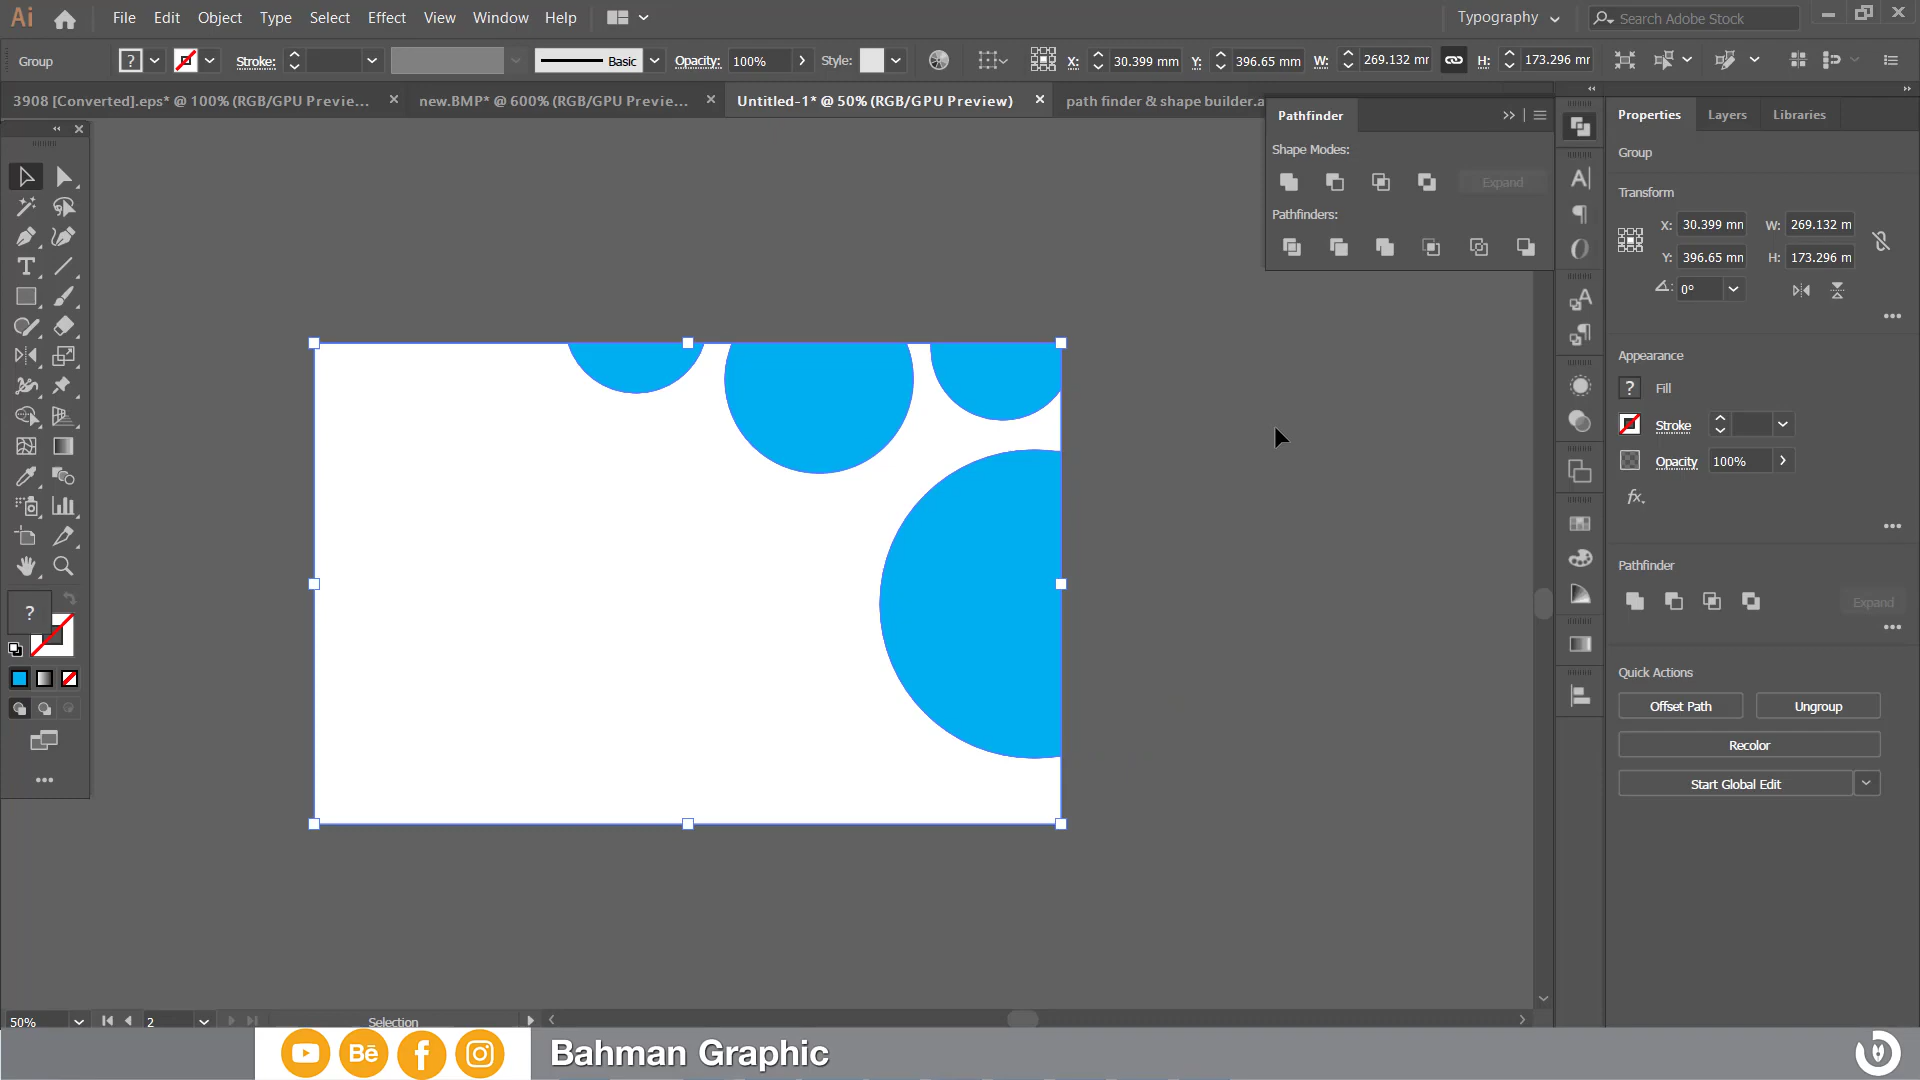 Ai File Edit Object Type Select Effect View Window Help Typography Search Adobe Stock
Group ? Stroke: Basic Opacity: 100% Style: X: 30.399 mm Y: 396.65 mm W: 269.132 mr H: 173.296 mr
3908 [Converted].eps* @ 100% (RGB/GPU Previe... new.BMP* @ 600% (RGB/GPU Previe... Untitled-1* @ 50% (RGB/GPU Preview) path finder & shape builder.a
Pathfinder
Shape Modes:
Expand
Pathfinders:
Properties Layers Libraries
Group
Transform
X: 30.399 mm W: 269.132 m
Y: 396.65 mm H: 173.296 m
0°
Appearance
? Fill
Stroke
Opacity 100%
fx.
Pathfinder
Expand
Quick Actions
Offset Path Ungroup
Recolor
Start Global Edit
?
50% 2 Selection
Bē Bahman Graphic